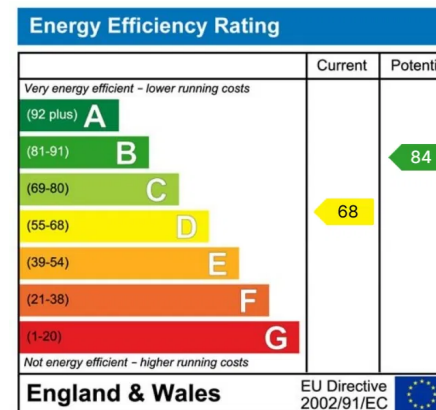 Energy Efficiency Rating
Current Potenti
Very energy efficient – lower running costs
(92 plus) A
(81-91) B
84
(69-80) C
(55-68) D
68
(39-54) E
(21-38) F
(1-20) G
Not energy efficient – higher running costs
England & Wales
EU Directive
2002/91/EC